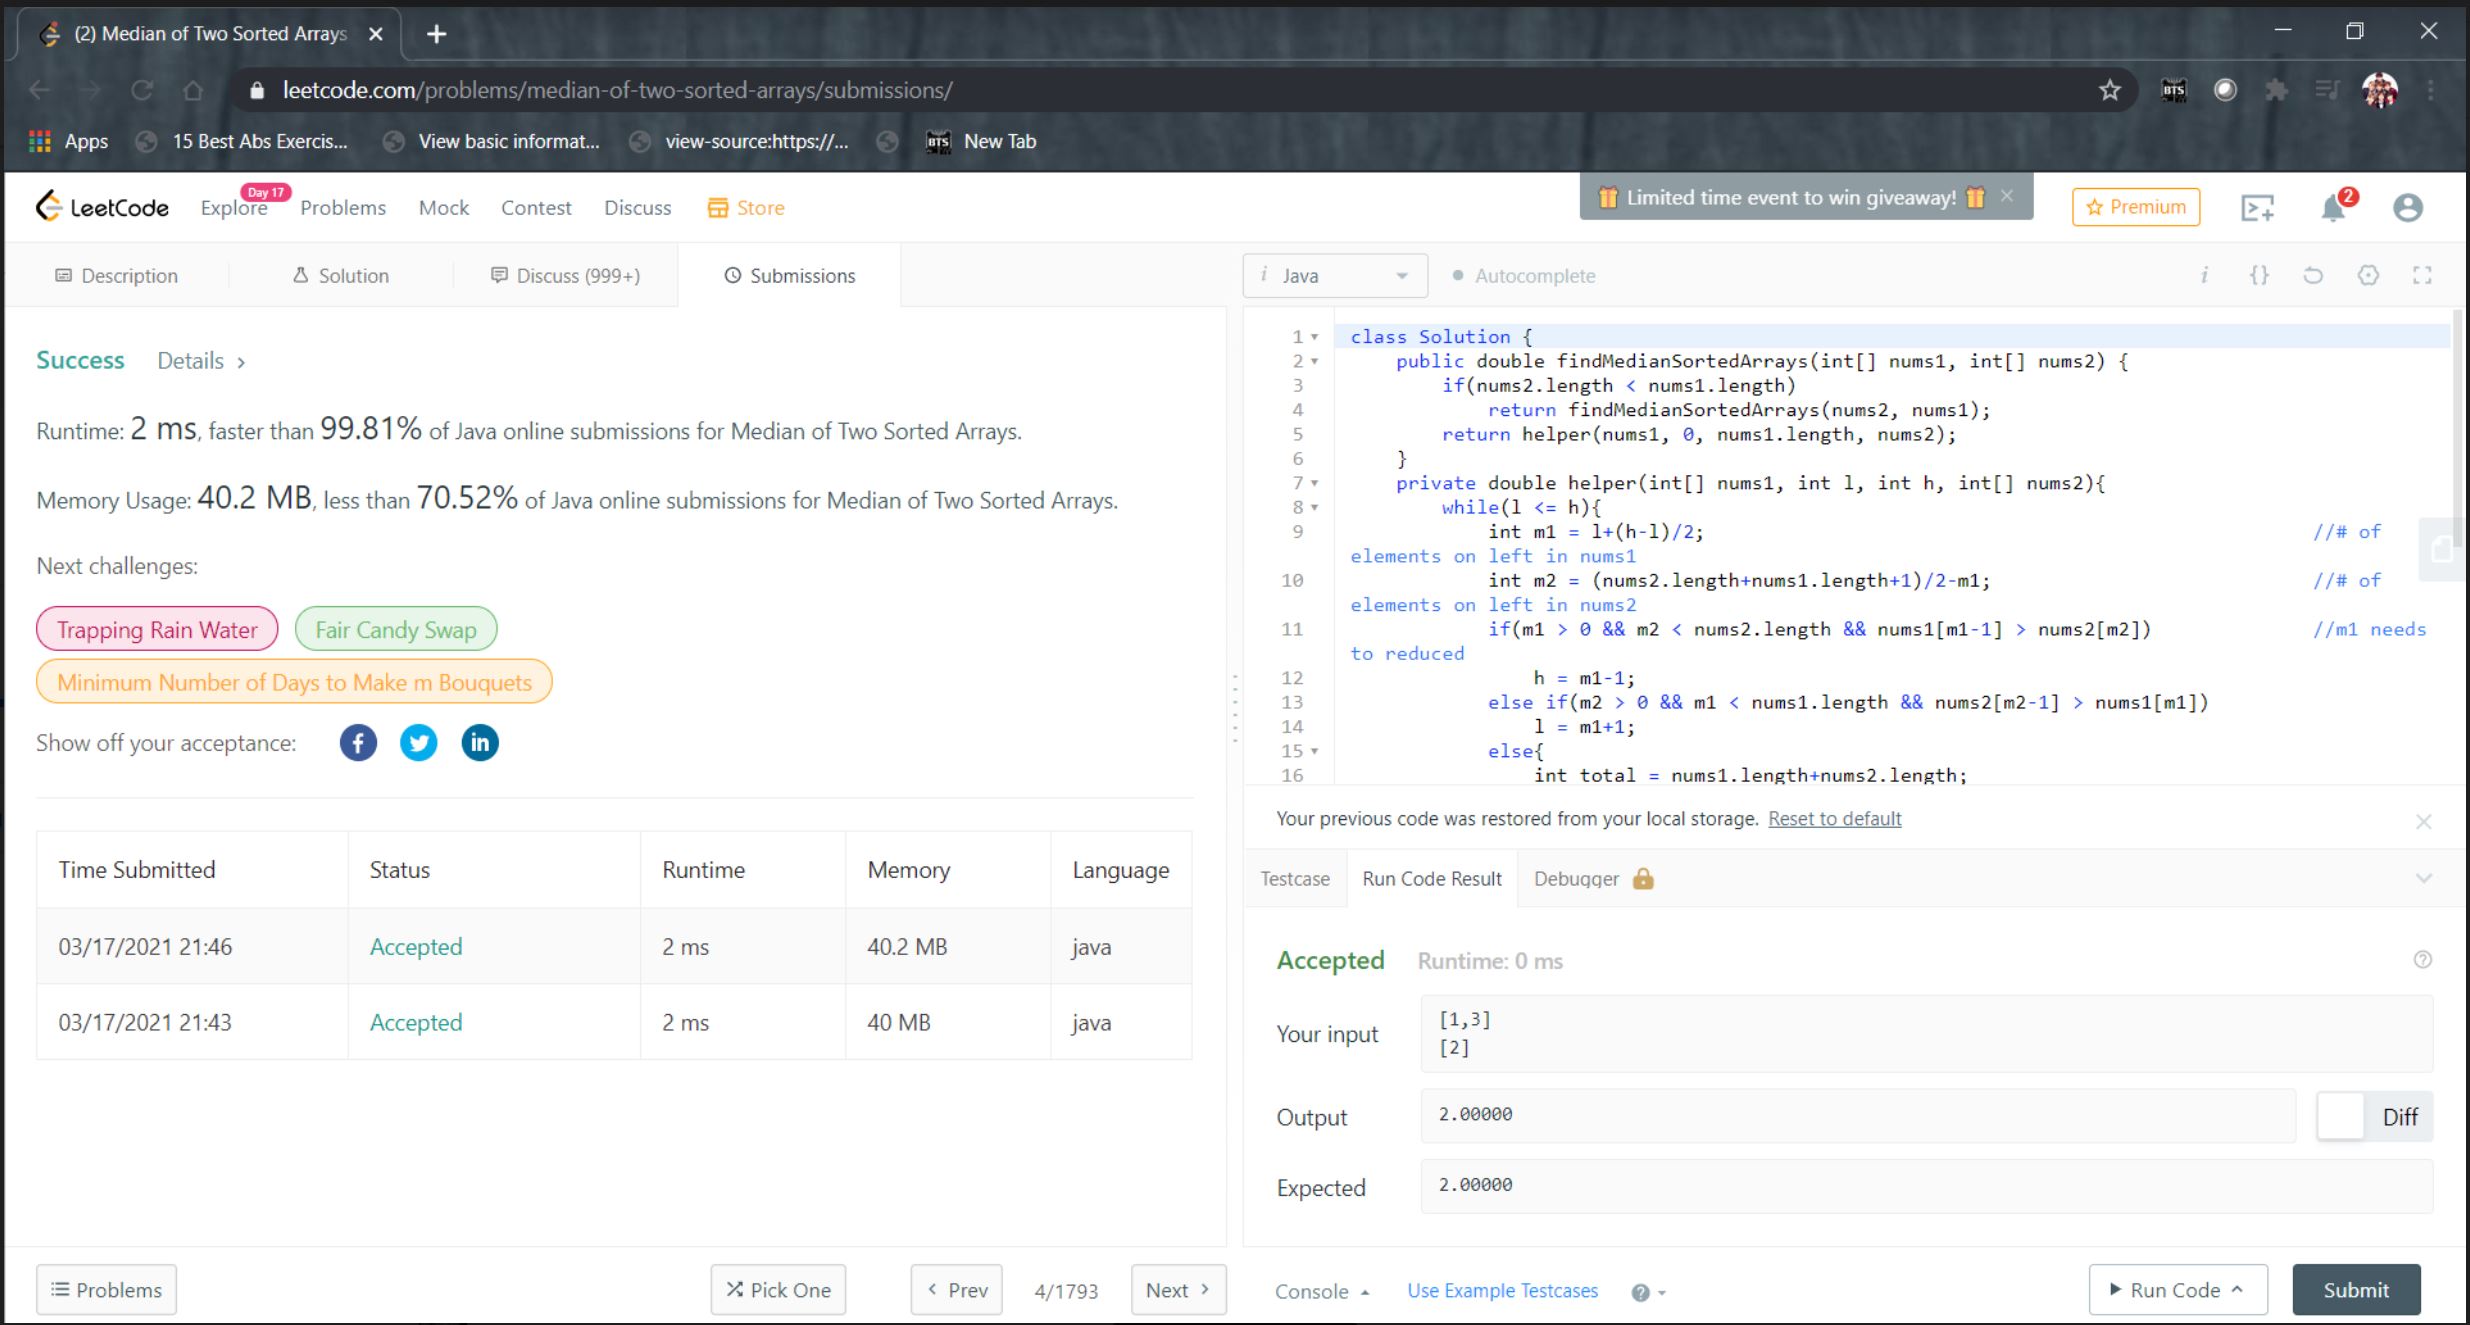 (2) Median of Two Sorted Arrays
leetcode.com/problems/median-of-two-sorted-arrays/submissions/
BTS
Apps 15 Best Abs Exercis... View basic informat... view-source:https://... BTS New Tab
LeetCode Explore Day 17 Problems Mock Contest Discuss Store
Limited time event to win giveaway!
Premium 2
Description Solution Discuss (999+) Submissions
Success Details >
Runtime: 2 ms, faster than 99.81% of Java online submissions for Median of Two Sorted Arrays.
Memory Usage: 40.2 MB, less than 70.52% of Java online submissions for Median of Two Sorted Arrays.
Next challenges:
Trapping Rain Water Fair Candy Swap
Minimum Number of Days to Make m Bouquets
Show off your acceptance: f in
Time Submitted Status Runtime Memory Language
03/17/2021 21:46 Accepted 2 ms 40.2 MB java
03/17/2021 21:43 Accepted 2 ms 40 MB java
Problems Pick One < Prev 4/1793 Next >
i Java Autocomplete i {}
1 class Solution {
2 public double findMedianSortedArrays(int[] nums1, int[] nums2) {
3 if(nums2.length < nums1.length)
4 return findMedianSortedArrays(nums2, nums1);
5 return helper(nums1, 0, nums1.length, nums2);
6 }
7 private double helper(int[] nums1, int l, int h, int[] nums2){
8 while(l <= h){
9 int m1 = l+(h-l)/2; //# of
elements on left in nums1
10 int m2 = (nums2.length+nums1.length+1)/2-m1; //# of
elements on left in nums2
11 if(m1 > 0 && m2 < nums2.length && nums1[m1-1] > nums2[m2]) //m1 needs
to reduced
12 h = m1-1;
13 else if(m2 > 0 && m1 < nums1.length && nums2[m2-1] > nums1[m1])
14 l = m1+1;
15 else{
16 int total = nums1.length+nums2.length;
Your previous code was restored from your local storage. Reset to default
Testcase Run Code Result Debugger
Accepted Runtime: 0 ms
Your input [1,3]
[2]
Output 2.00000 Diff
Expected 2.00000
Console Use Example Testcases Run Code Submit